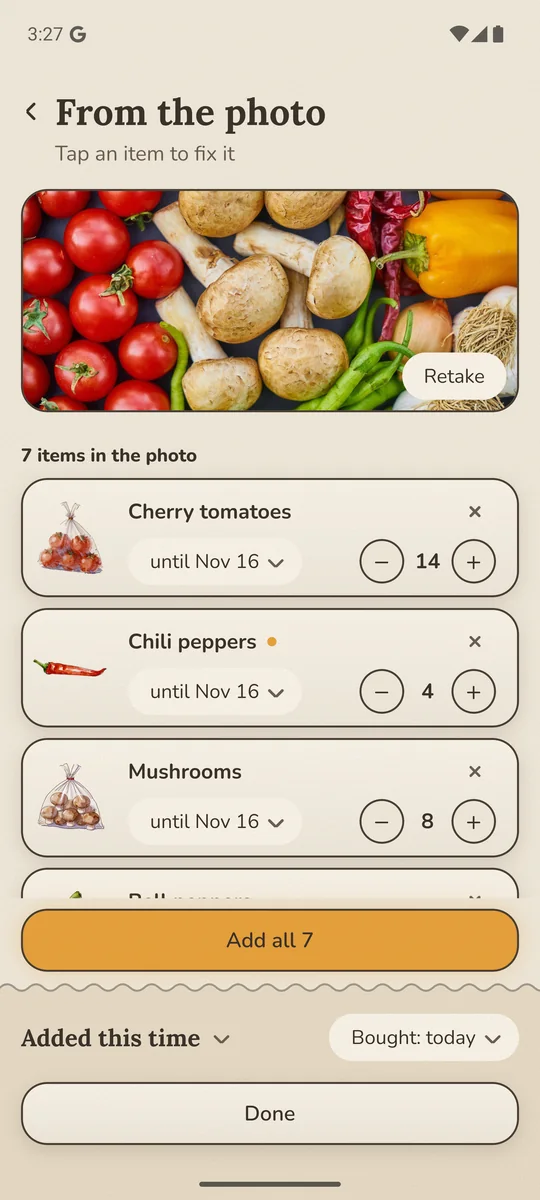 3:27
From the photo
Tap an item to fix it
Retake
7 items in the photo
Cherry tomatoes
until Nov 16
14
Chili peppers
until Nov 16
4
Mushrooms
until Nov 16
8
Add all 7
Added this time
Bought: today
Done